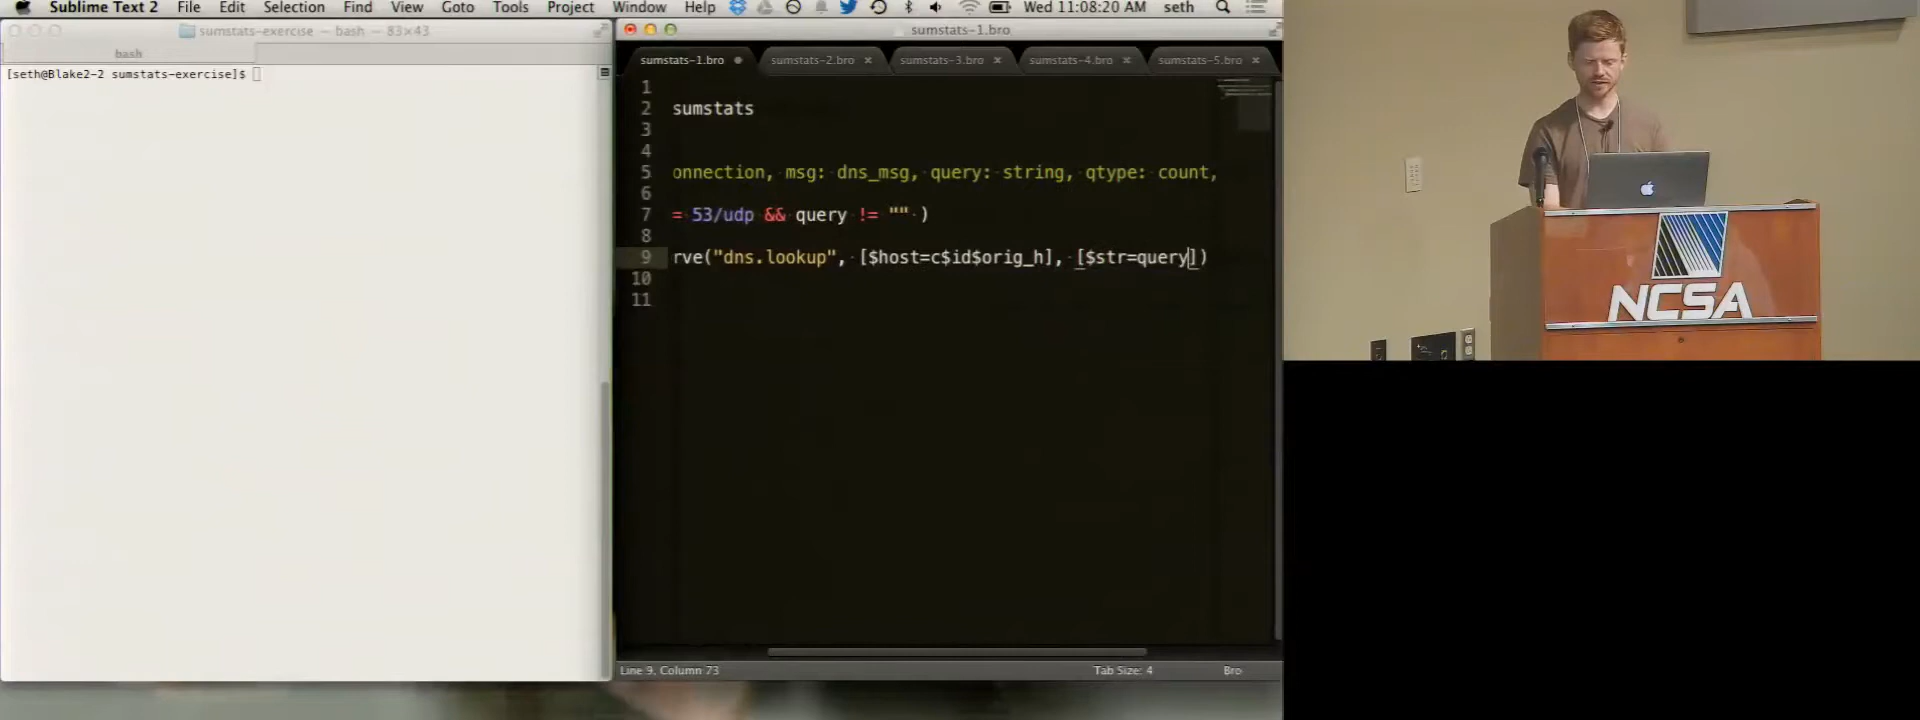 Sublime Text 2 File Edit Selection Find View Goto Tools Project Window Help Wed 11:08:20 AM seth
sumstats-exercise — bash — 83×43
bash
[seth@Blake2-2 sumstats-exercise]$
sumstats-1.bro
sumstats-1.bro sumstats-2.bro sumstats-3.bro sumstats-4.bro sumstats-5.bro
1
2 sumstats
3
4
5 onnection, msg: dns_msg, query: string, qtype: count,
6
7 = 53/udp && query != "" )
8
9 rve("dns.lookup", [$host=c$id$orig_h], [$str=query])
10
11
Line 9, Column 73 Tab Size: 4 Bro
NCSA